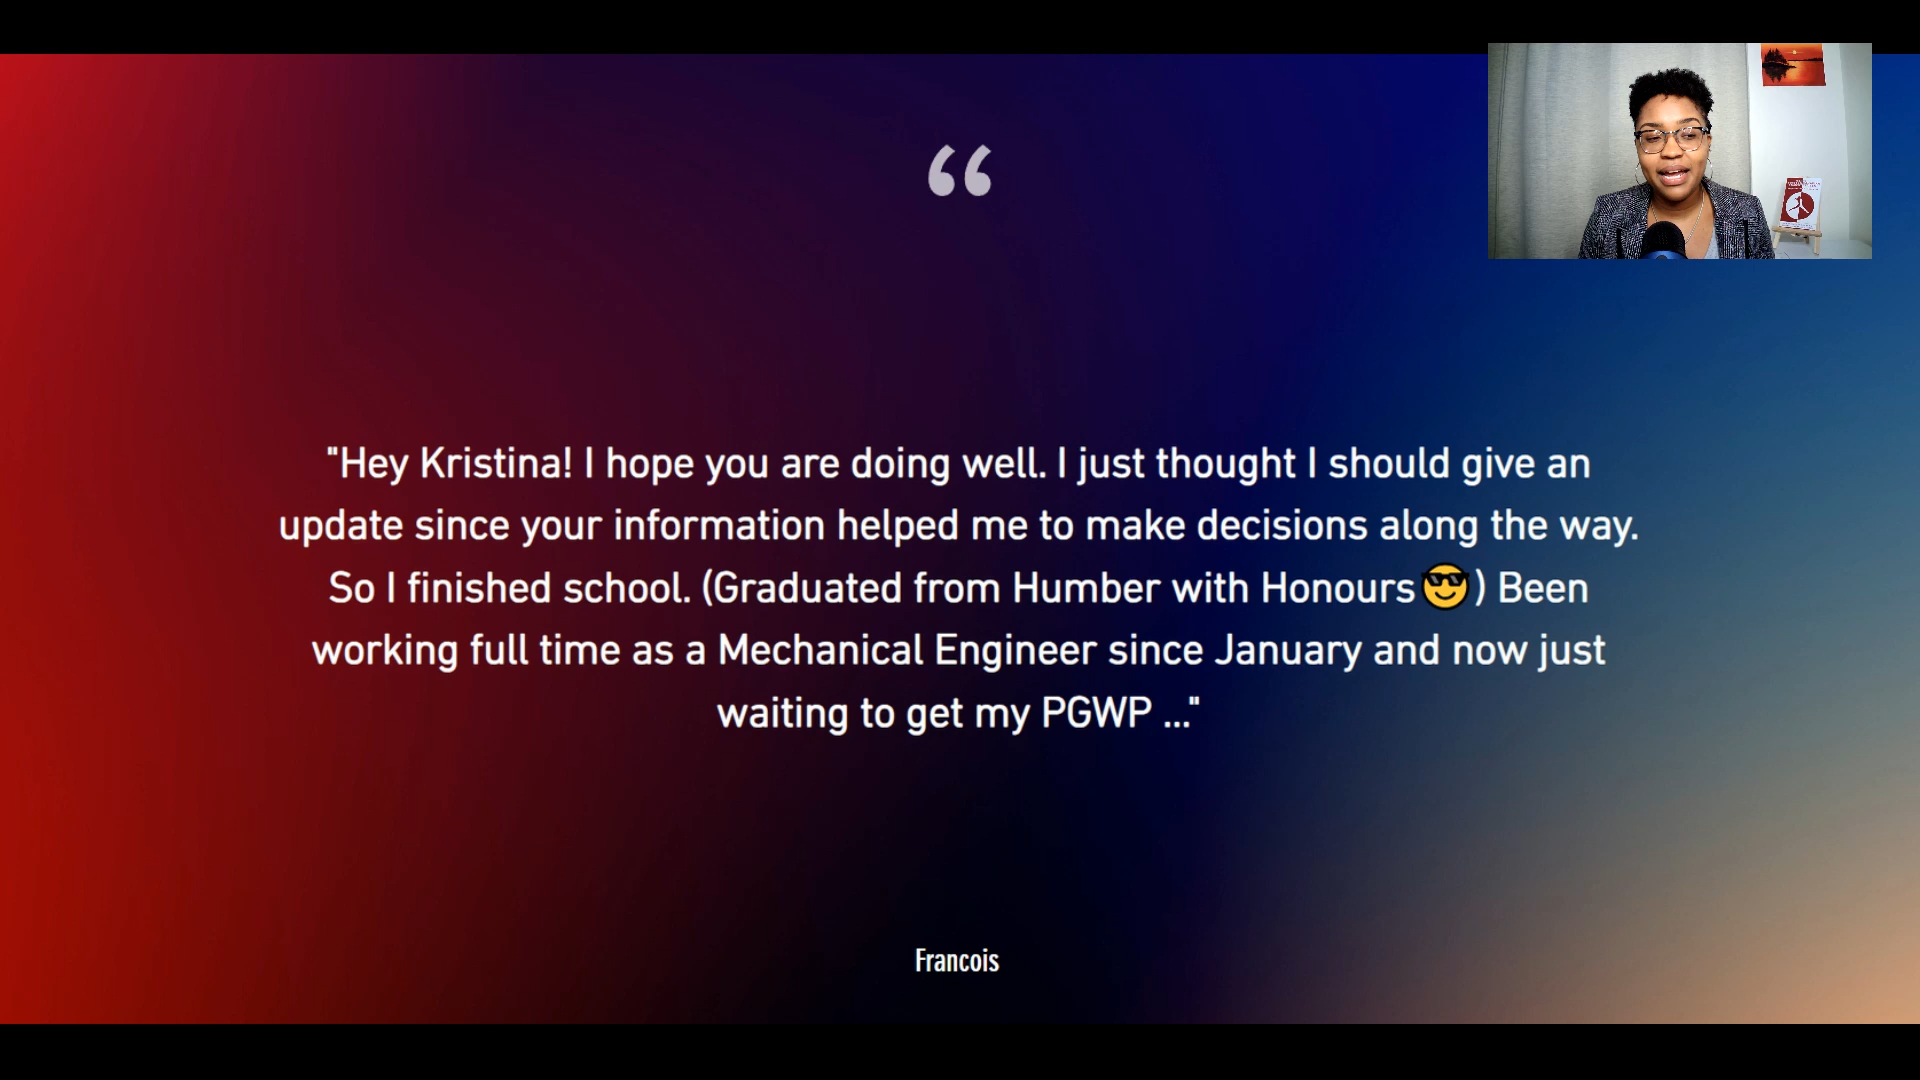 “
"Hey Kristina! I hope you are doing well. I just thought I should give an
update since your information helped me to make decisions along the way.
So I finished school. (Graduated from Humber with Honours😎) Been
working full time as a Mechanical Engineer since January and now just
waiting to get my PGWP ..."
Francois